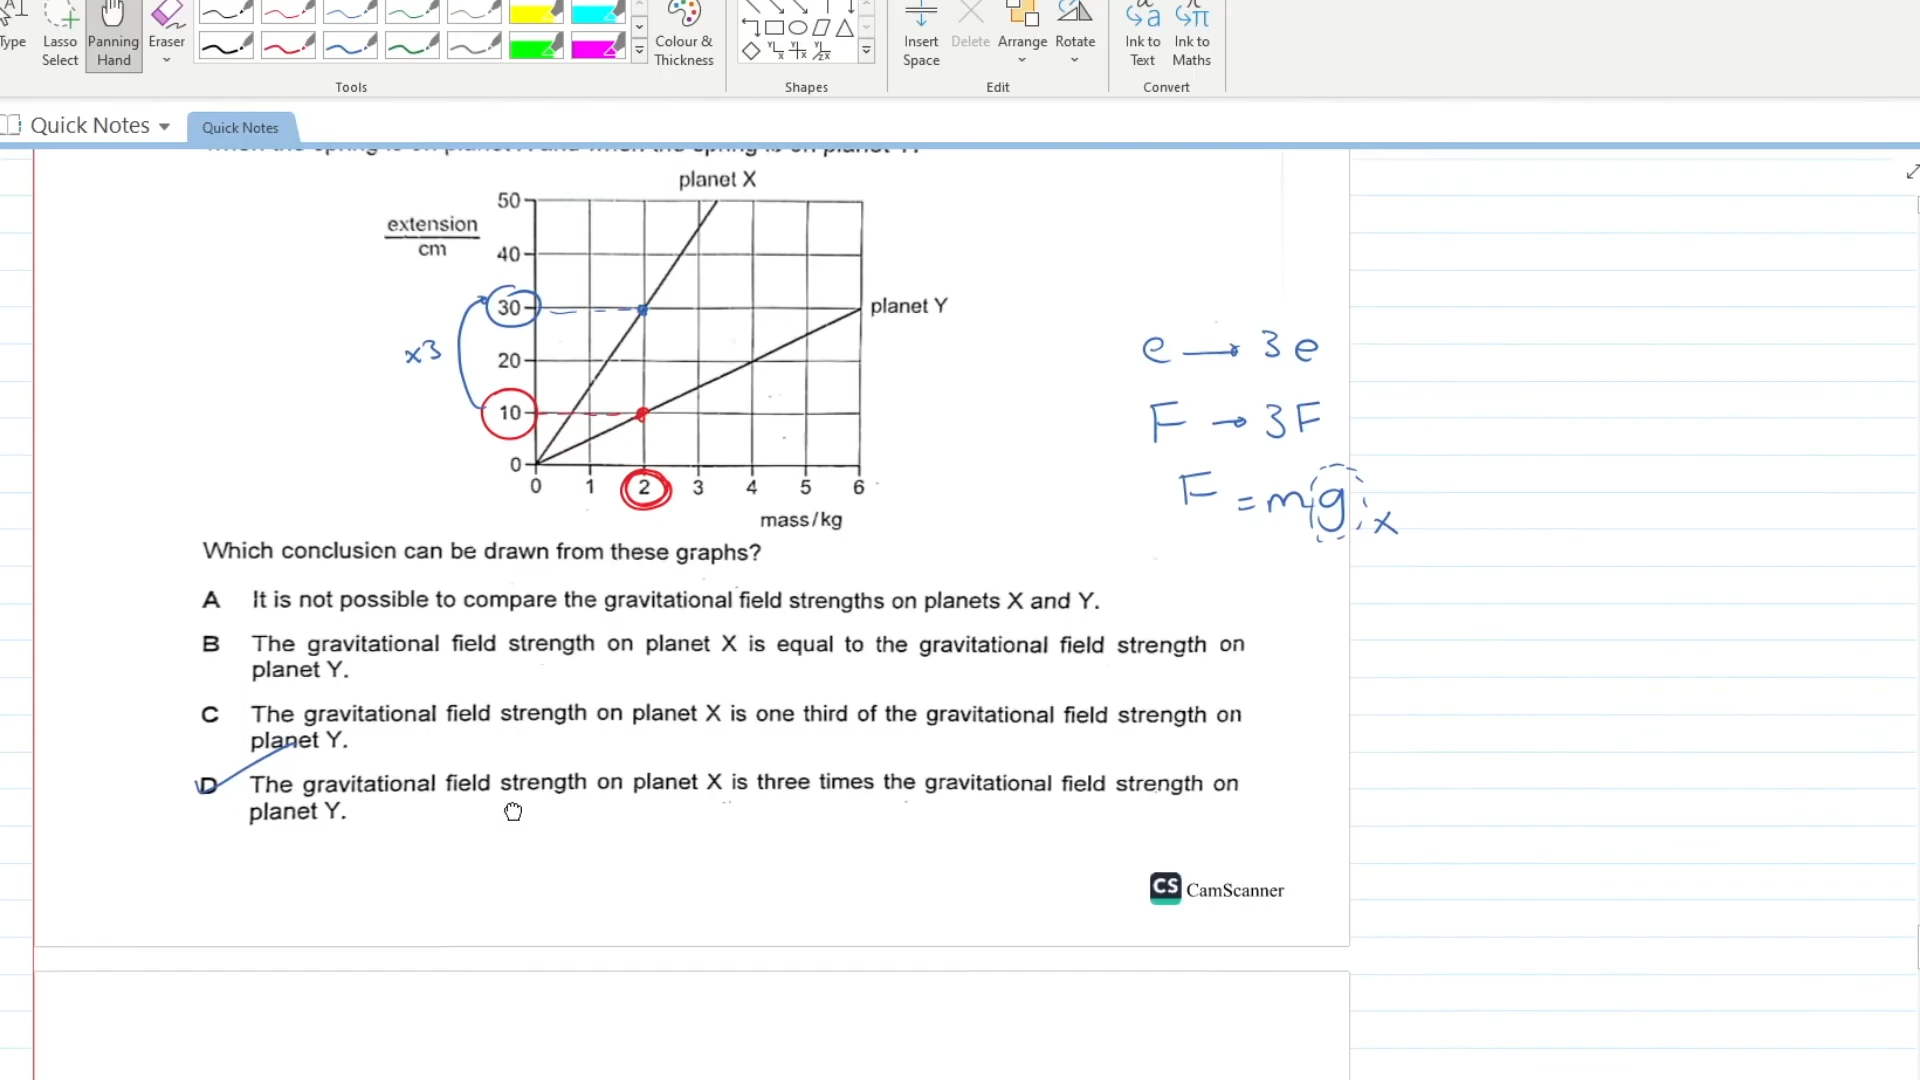 Type
Lasso
Select
Panning
Hand
Eraser
Colour &
Thickness
Insert
Space
Delete
Arrange
Rotate
Ink to
Text
Ink to
Maths
Tools
Shapes
Edit
Convert
Quick Notes
Quick Notes
planet X
extension
cm
50
40
30
20
10
0
x3
planet Y
0 1 2 3 4 5 6
mass/kg
e → 3e
F → 3F
F = mg x
Which conclusion can be drawn from these graphs?
A It is not possible to compare the gravitational field strengths on planets X and Y.
B The gravitational field strength on planet X is equal to the gravitational field strength on
planet Y.
C The gravitational field strength on planet X is one third of the gravitational field strength on
planet Y.
D The gravitational field strength on planet X is three times the gravitational field strength on
planet Y.
CS CamScanner